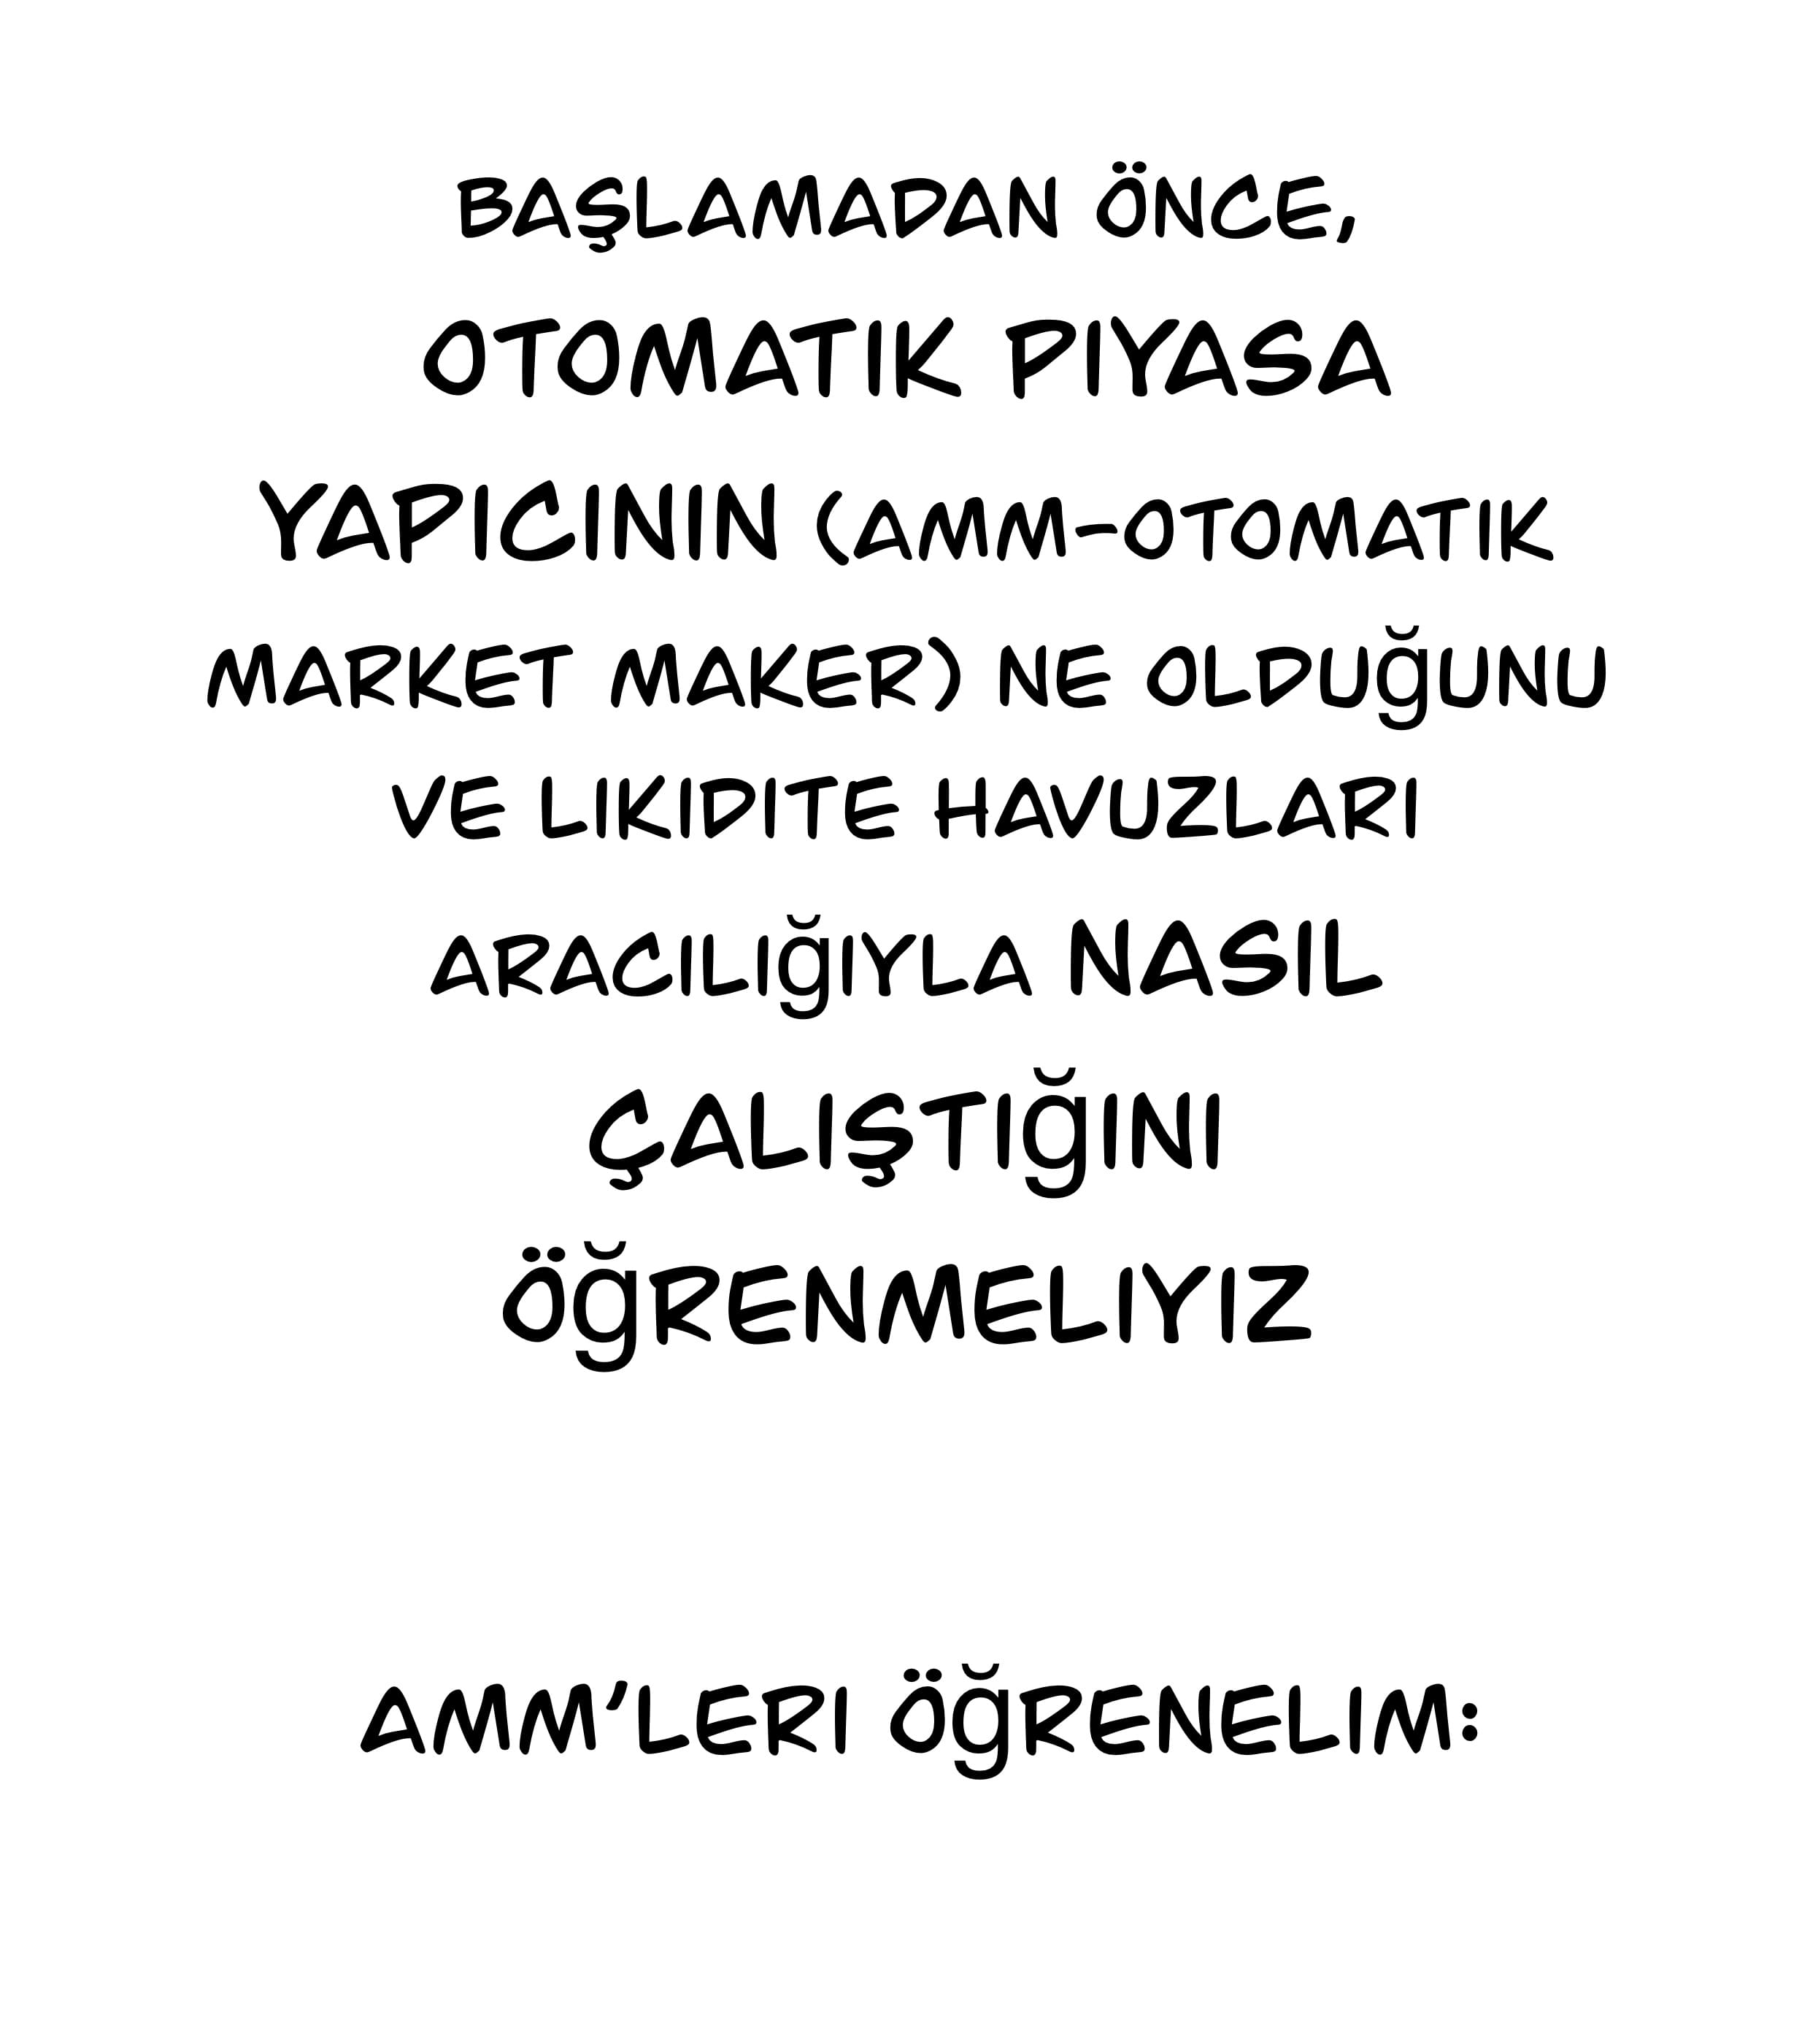 BAŞLAMADAN ÖNCE,
OTOMATIK PIYASA
YAPICININ (AMM-OTOMATIK
MARKET MAKER) NE OLDUğUNU
VE LIKIDITE HAVUZLARI
ARACILIğIYLA NASIL
ÇALIŞTIğINI
ÖğRENMELIYIZ
AMM'LERI ÖğRENELIM: